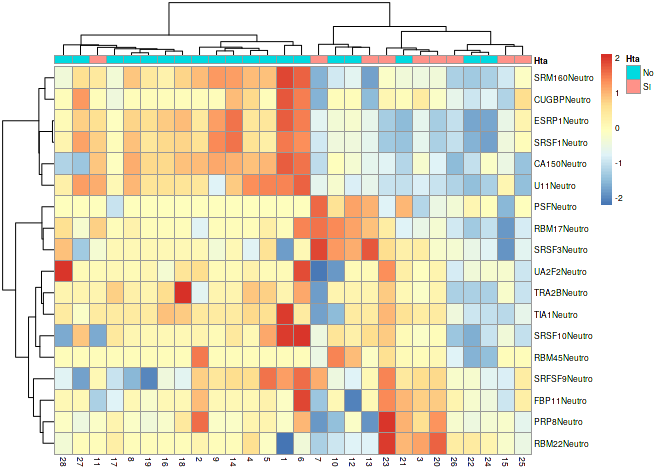 Hta
SRM160Neutro
CUGBPNeutro
ESRP1Neutro
SRSF1Neutro
CA150Neutro
U11Neutro
PSFNeutro
RBM17Neutro
SRSF3Neutro
UA2F2Neutro
TRA2BNeutro
TIA1Neutro
SRSF10Neutro
RBM45Neutro
SRFSF9Neutro
FBP11Neutro
PRP8Neutro
RBM22Neutro
28 27 11 17 8 19 16 18 2 9 14 4 5 1 6 7 10 12 13 23 21 3 20 26 22 24 15 25
2
1
0
-1
-2
Hta
No
Si